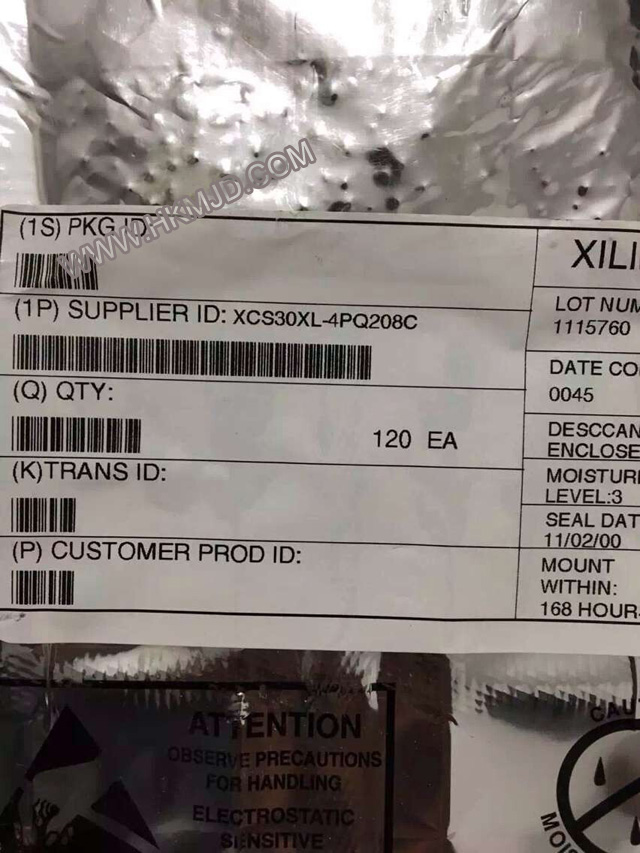 WWW.HKMJD.COM
(1S) PKG ID:
(1P) SUPPLIER ID: XCS30XL-4PQ208C
(Q) QTY:
120 EA
(K)TRANS ID:
(P) CUSTOMER PROD ID:
XILI
LOT NUM
1115760
DATE CO
0045
DESCCAN
ENCLOSE
MOISTUR
LEVEL:3
SEAL DAT
11/02/00
MOUNT
WITHIN:
168 HOUR
ATTENTION
OBSERVE PRECAUTIONS
FOR HANDLING
ELECTROSTATIC
SENSITIVE
CAU
MOIS